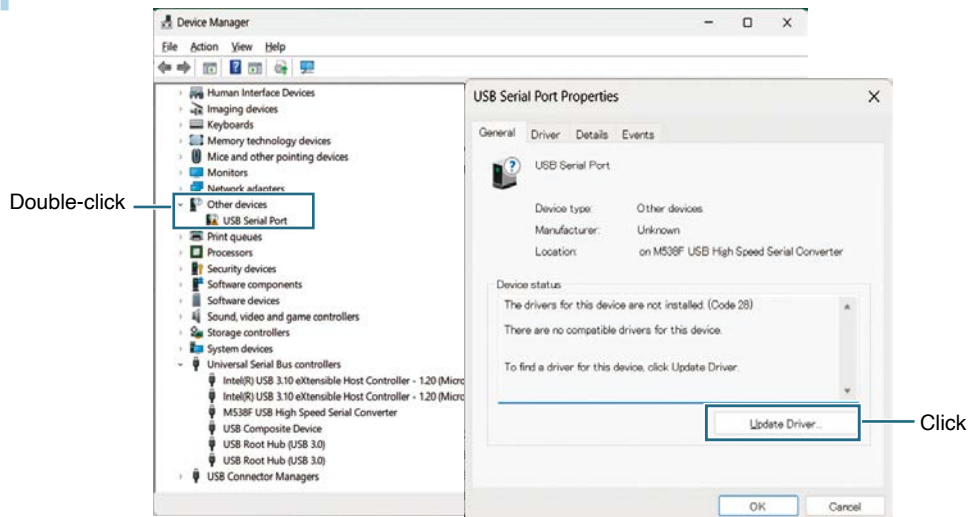 Device Manager
File Action View Help
Human Interface Devices
Imaging devices
Keyboards
Memory technology devices
Mice and other pointing devices
Monitors
Network adapters
Double-click
Other devices
USB Serial Port
Print queues
Processors
Security devices
Software components
Software devices
Sound, video and game controllers
Storage controllers
System devices
Universal Serial Bus controllers
Intel(R) USB 3.10 eXtensible Host Controller - 1.20 (Micro
Intel(R) USB 3.10 eXtensible Host Controller - 1.20 (Micro
M538F USB High Speed Serial Converter
USB Composite Device
USB Root Hub (USB 3.0)
USB Root Hub (USB 3.0)
USB Connector Managers
USB Serial Port Properties
General Driver Details Events
USB Serial Port
Device type: Other devices
Manufacturer: Unknown
Location: on M538F USB High Speed Serial Converter
Device status
The drivers for this device are not installed. (Code 28)
There are no compatible drivers for this device.
To find a driver for this device, click Update Driver.
Update Driver...
Click
OK Cancel